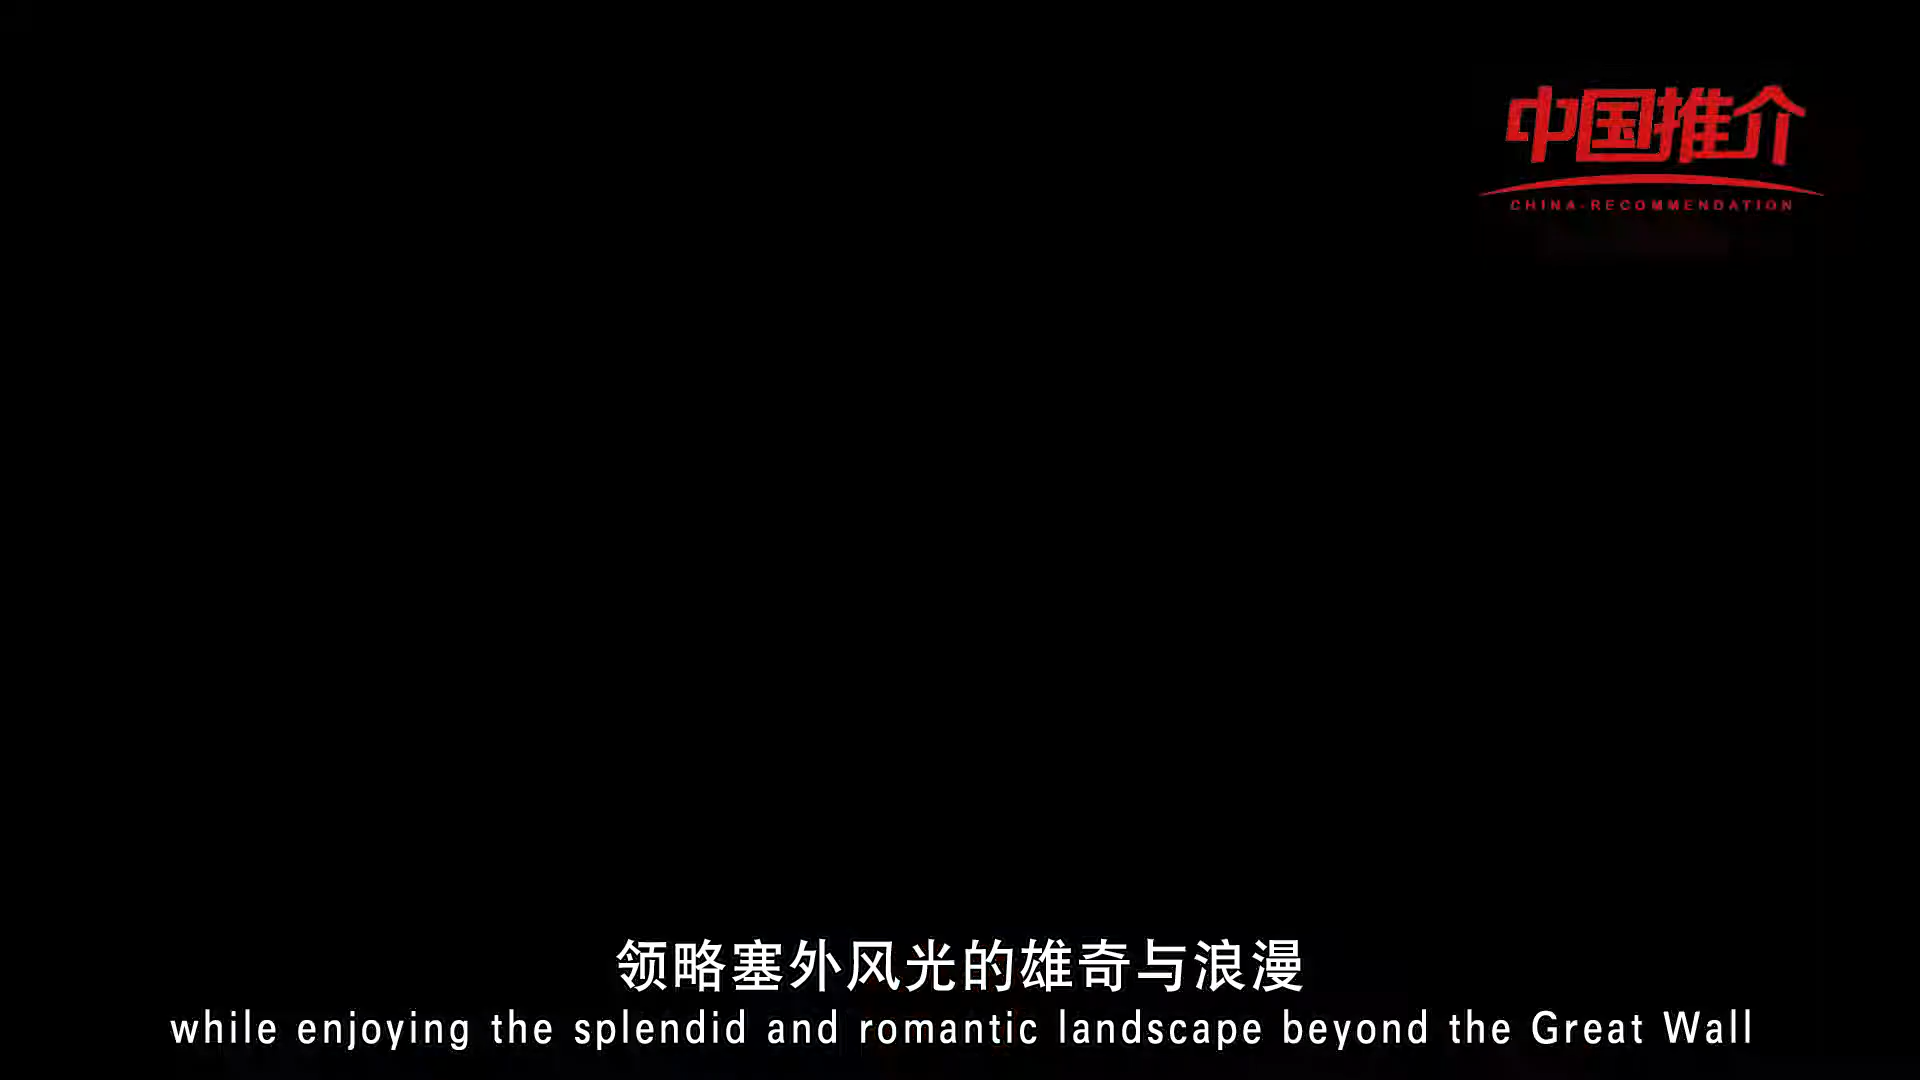 中国推介
CHINA-RECOMMENDATION
领略塞外风光的雄奇与浪漫
while enjoying the splendid and romantic landscape beyond the Great Wall